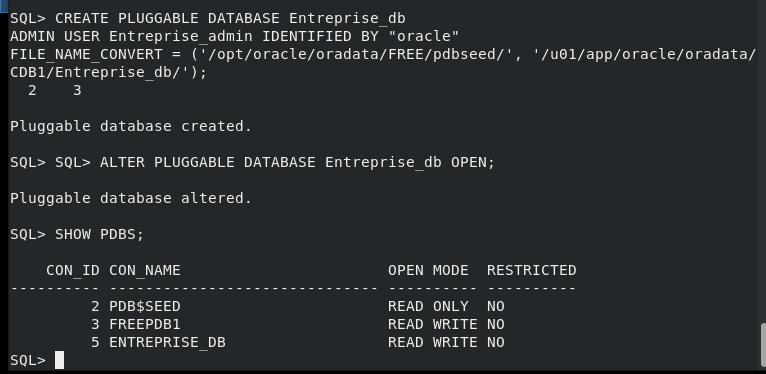 SQL> CREATE PLUGGABLE DATABASE Entreprise_db
ADMIN USER Entreprise_admin IDENTIFIED BY "oracle"
FILE_NAME_CONVERT = ('/opt/oracle/oradata/FREE/pdbseed/', '/u01/app/oracle/oradata/
CDB1/Entreprise_db/');
  2    3
Pluggable database created.
SQL> SQL> ALTER PLUGGABLE DATABASE Entreprise_db OPEN;
Pluggable database altered.
SQL> SHOW PDBS;
    CON_ID CON_NAME                       OPEN MODE  RESTRICTED
---------- ------------------------------ ---------- ----------
         2 PDB$SEED                       READ ONLY  NO
         3 FREEPDB1                       READ WRITE NO
         5 ENTREPRISE_DB                  READ WRITE NO
SQL>